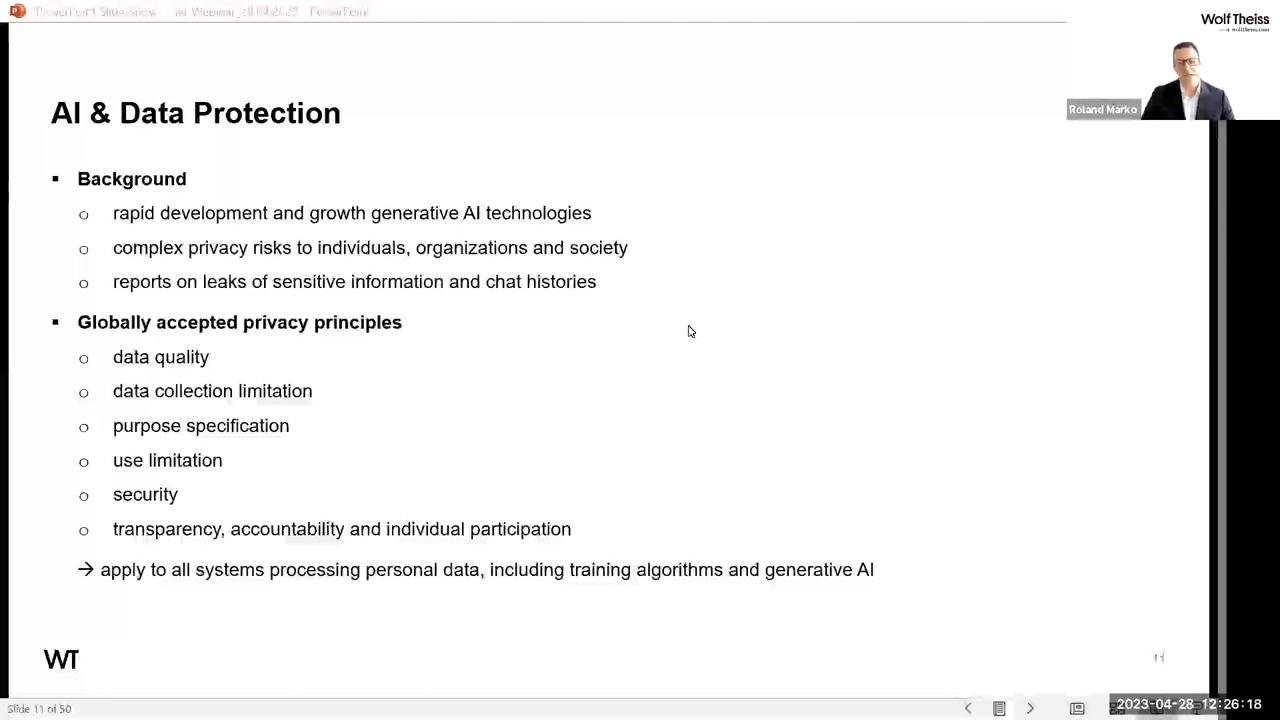 PowerPoint Slideshow - AI Webinar_28.04.2023 - PowerPoint
Wolf Theiss
Roland Marko
AI & Data Protection
▪ Background
o rapid development and growth generative AI technologies
o complex privacy risks to individuals, organizations and society
o reports on leaks of sensitive information and chat histories
▪ Globally accepted privacy principles
o data quality
o data collection limitation
o purpose specification
o use limitation
o security
o transparency, accountability and individual participation
→ apply to all systems processing personal data, including training algorithms and generative AI
WT
11
Slide 11 of 50
2023-04-28 12:26:18